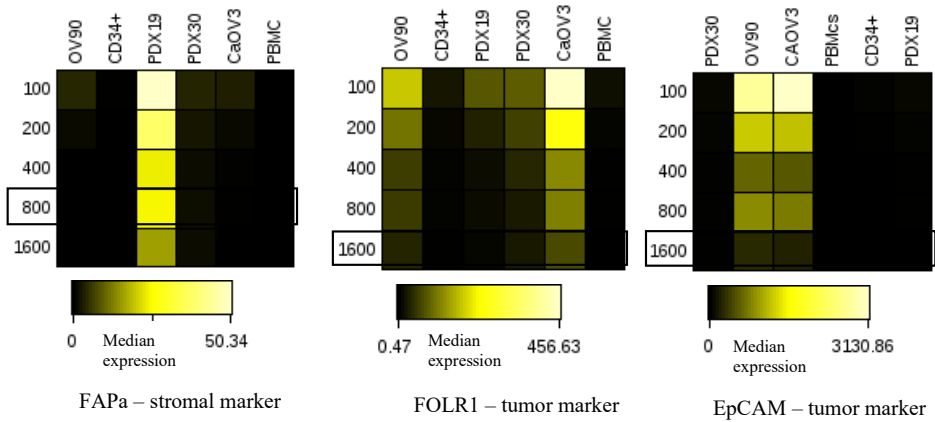 OV90 CD34+ PDX19 PDX30 CaOV3 PBMC
100
200
400
800
1600
0 Median expression 50.34
FAPa – stromal marker
OV90 CD34+ PDX19 PDX30 CaOV3 PBMC
100
200
400
800
1600
0.47 Median expression 456.63
FOLR1 – tumor marker
PDX30 OV90 CAOV3 PBMCs CD34+ PDX19
100
200
400
800
1600
0 Median expression 3130.86
EpCAM – tumor marker